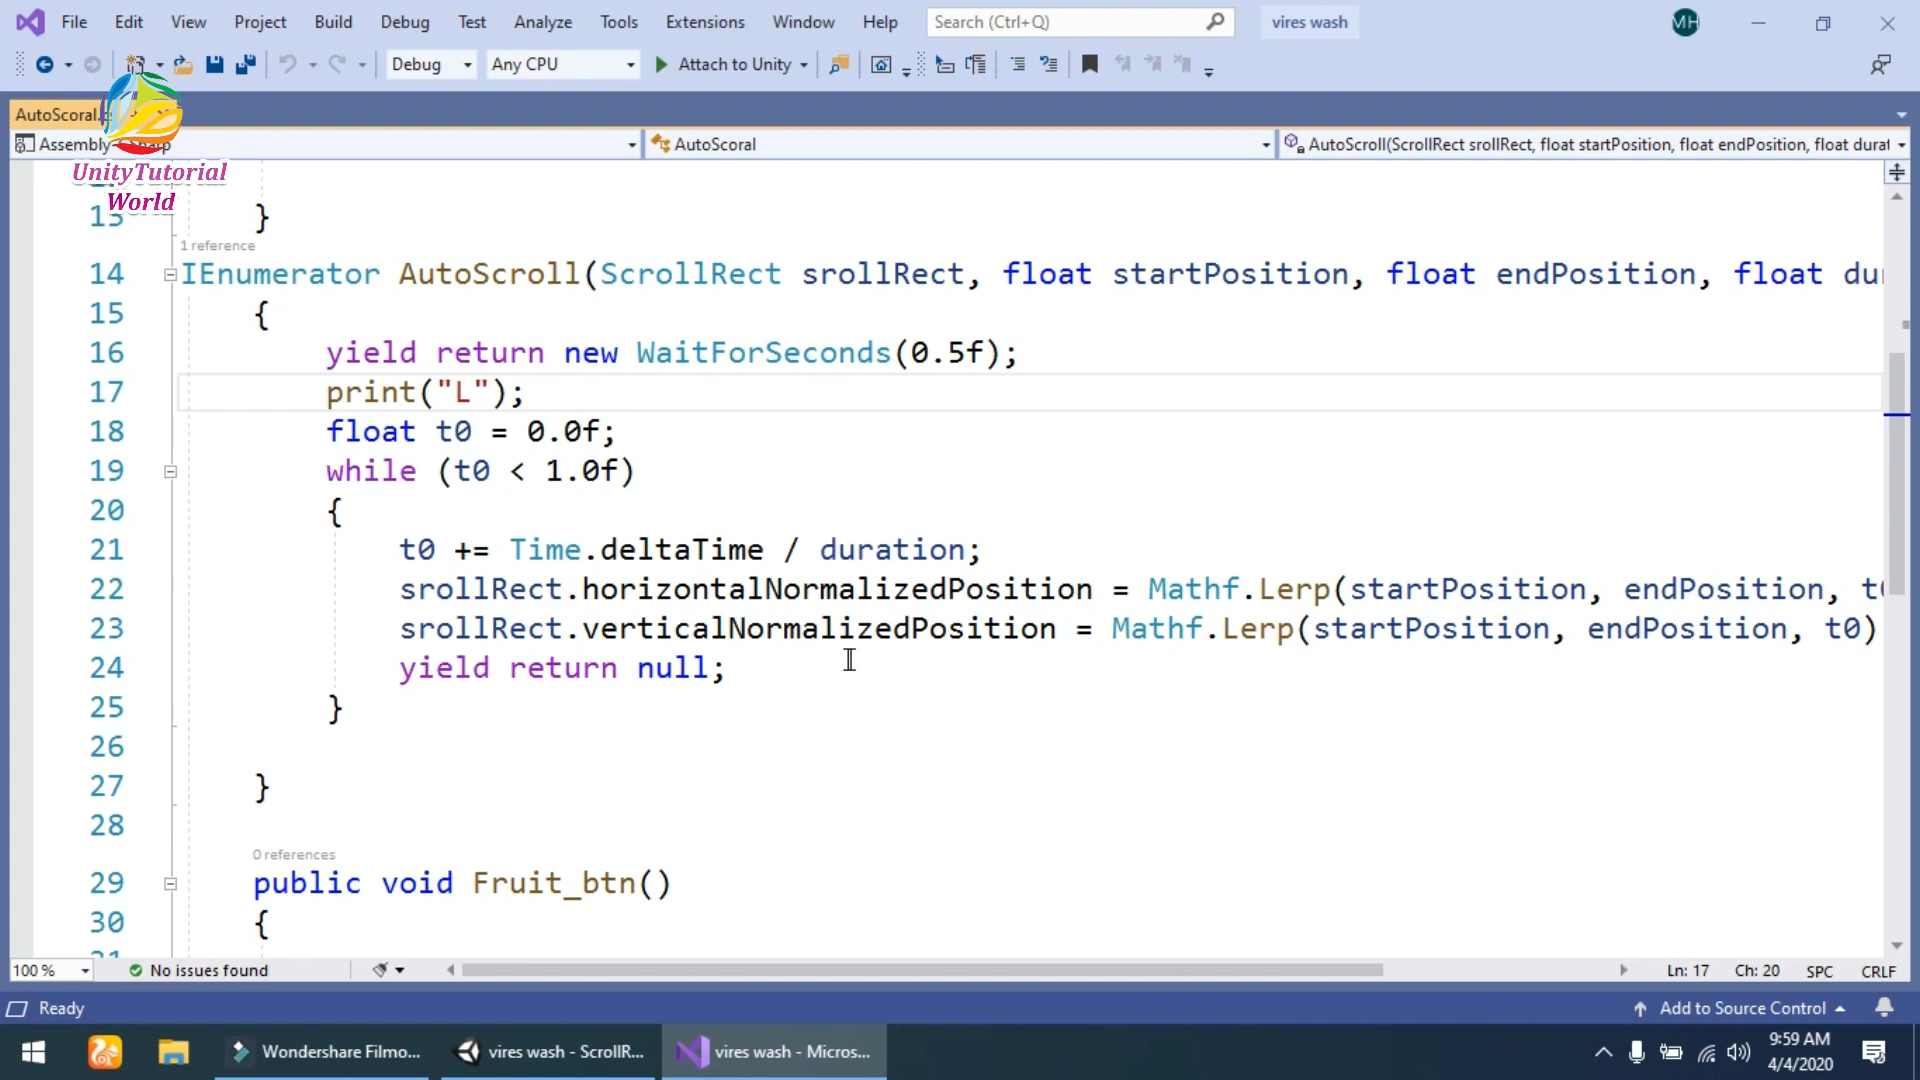 File Edit View Project Build Debug Test Analyze Tools Extensions Window Help Search (Ctrl+Q) vires wash MH
Debug Any CPU Attach to Unity
AutoScoral.
Assembly AutoScoral AutoScroll(ScrollRect srollRect, float startPosition, float endPosition, float durat
UnityTutorial
World
13 }
1 reference
14 IEnumerator AutoScroll(ScrollRect srollRect, float startPosition, float endPosition, float du
15 {
16 yield return new WaitForSeconds(0.5f);
17 print("L");
18 float t0 = 0.0f;
19 while (t0 < 1.0f)
20 {
21 t0 += Time.deltaTime / duration;
22 srollRect.horizontalNormalizedPosition = Mathf.Lerp(startPosition, endPosition, t0
23 srollRect.verticalNormalizedPosition = Mathf.Lerp(startPosition, endPosition, t0)
24 yield return null;
25 }
26
27 }
28
0 references
29 public void Fruit_btn()
30 {
31
100 % No issues found Ln: 17 Ch: 20 SPC CRLF
Ready Add to Source Control
Wondershare Filmo... vires wash - ScrollR... vires wash - Micros... 9:59 AM
4/4/2020